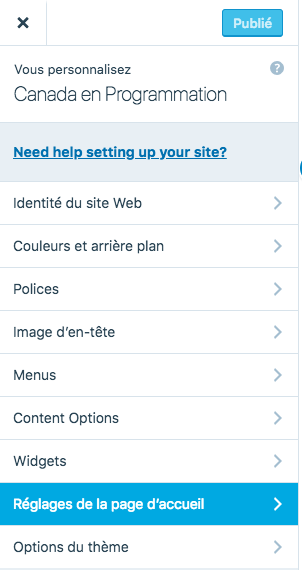 Publié
Vous personnalisez
Canada en Programmation
Need help setting up your site?
Identité du site Web
Couleurs et arrière plan
Polices
Image d’en-tête
Menus
Content Options
Widgets
Réglages de la page d’accueil
Options du thème